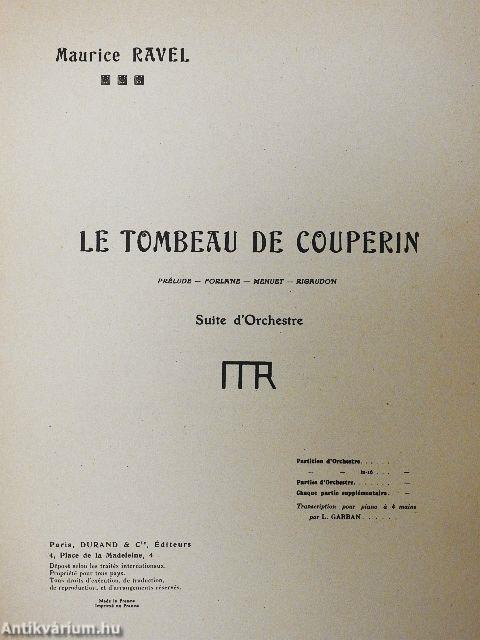 Maurice RAVEL
LE TOMBEAU DE COUPERIN
PRÉLUDE — FORLANE — MENUET — RIGAUDON
Suite d'Orchestre
MR
Partition d'Orchestre. . . . . . . —
— — in-16 . . . —
Parties d'Orchestre. . . . . . . . —
Chaque partie supplémentaire. . —
Transcription pour piano à 4 mains
par L. GARBAN . . . . . . .
Paris, DURAND & Cie, Éditeurs
4, Place de la Madeleine, 4
Déposé selon les traités internationaux.
Propriété pour tous pays.
Tous droits d'exécution, de traduction,
de reproduction, et d'arrangements réservés.
Made in France
Imprimé en France
Antikvárium.hu